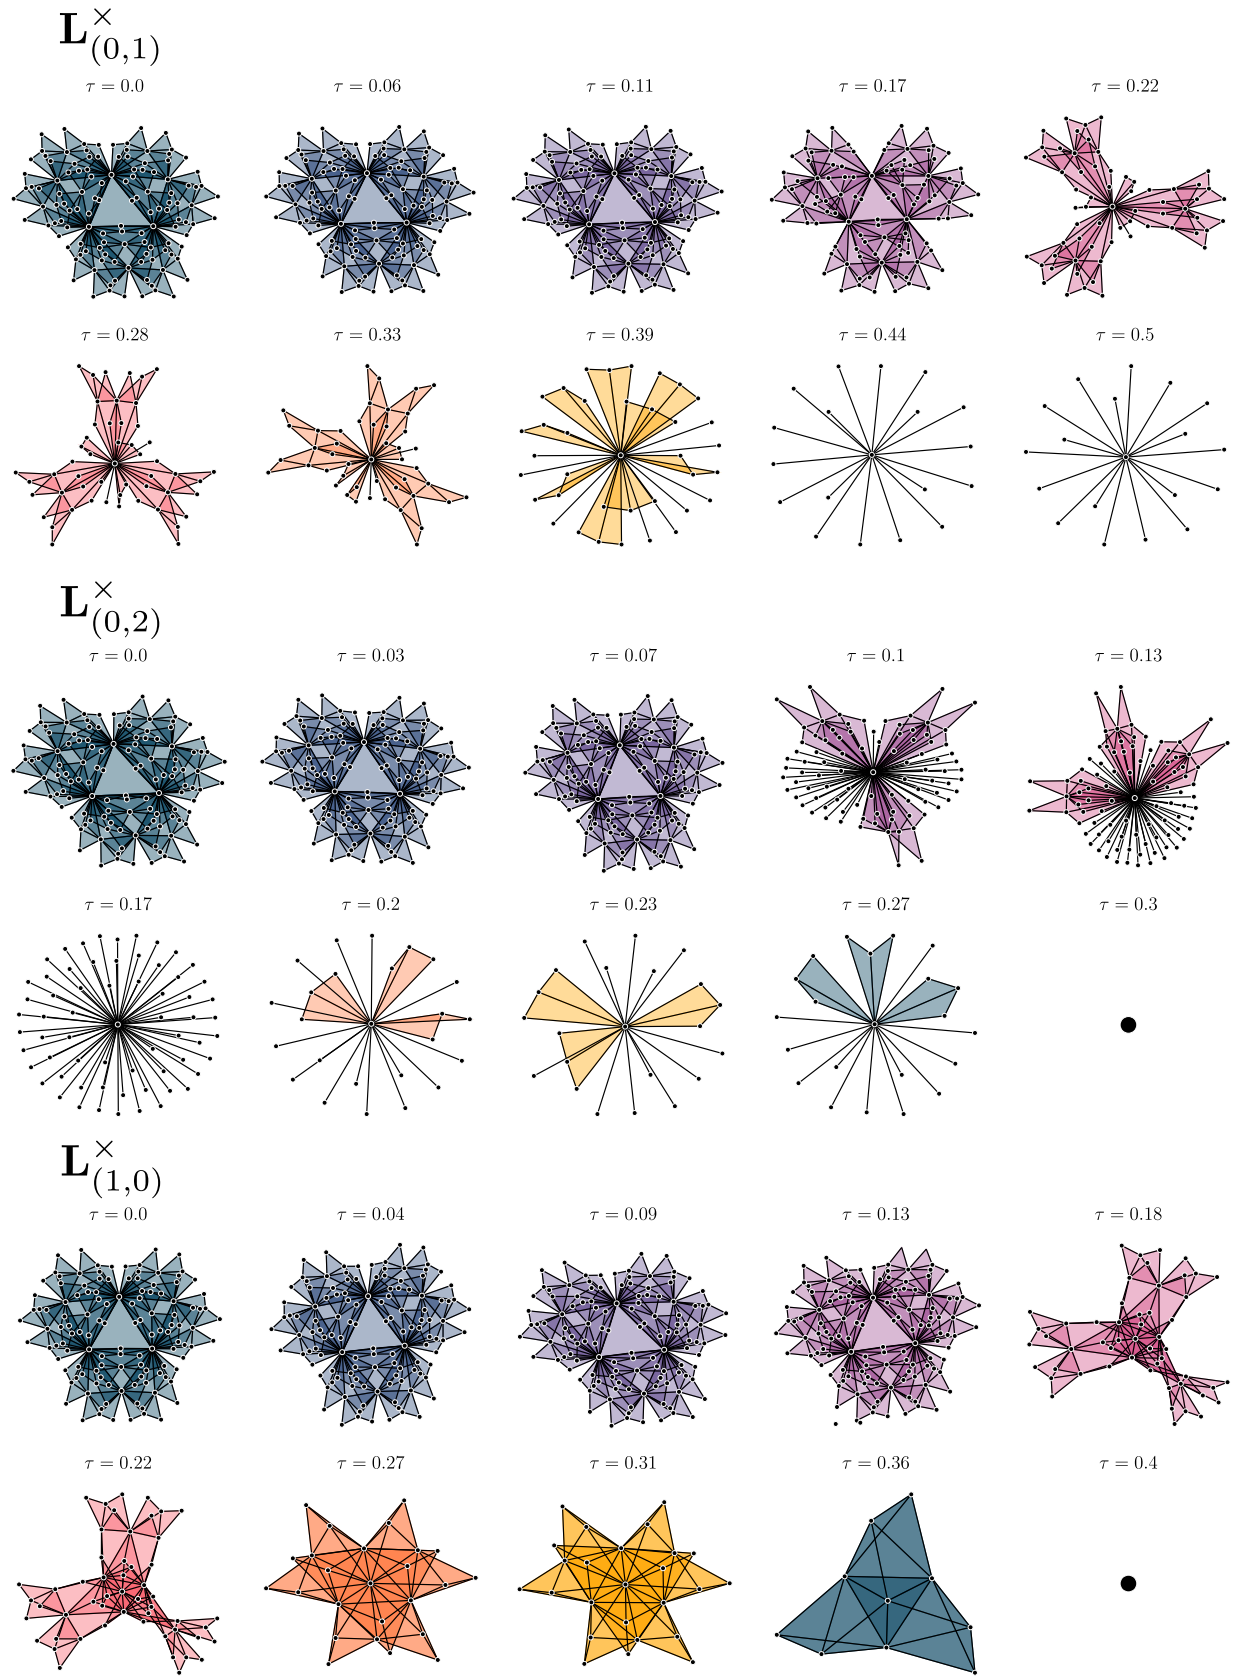 L×(0,1)
τ = 0.0 τ = 0.06 τ = 0.11 τ = 0.17 τ = 0.22
τ = 0.28 τ = 0.33 τ = 0.39 τ = 0.44 τ = 0.5
L×(0,2)
τ = 0.0 τ = 0.03 τ = 0.07 τ = 0.1 τ = 0.13
τ = 0.17 τ = 0.2 τ = 0.23 τ = 0.27 τ = 0.3
L×(1,0)
τ = 0.0 τ = 0.04 τ = 0.09 τ = 0.13 τ = 0.18
τ = 0.22 τ = 0.27 τ = 0.31 τ = 0.36 τ = 0.4